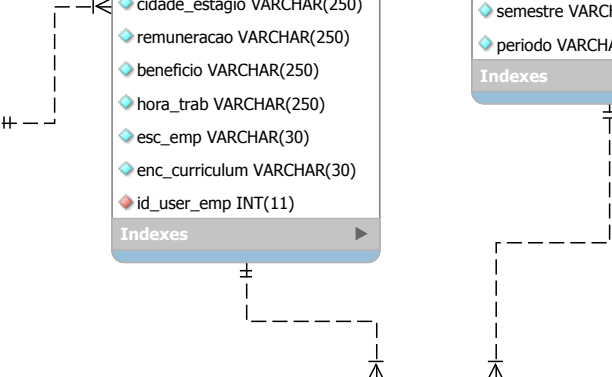 cidade_estagio VARCHAR(250)
remuneracao VARCHAR(250)
beneficio VARCHAR(250)
hora_trab VARCHAR(250)
esc_emp VARCHAR(30)
enc_curriculum VARCHAR(30)
id_user_emp INT(11)
Indexes
semestre VARCH
periodo VARCHA
Indexes